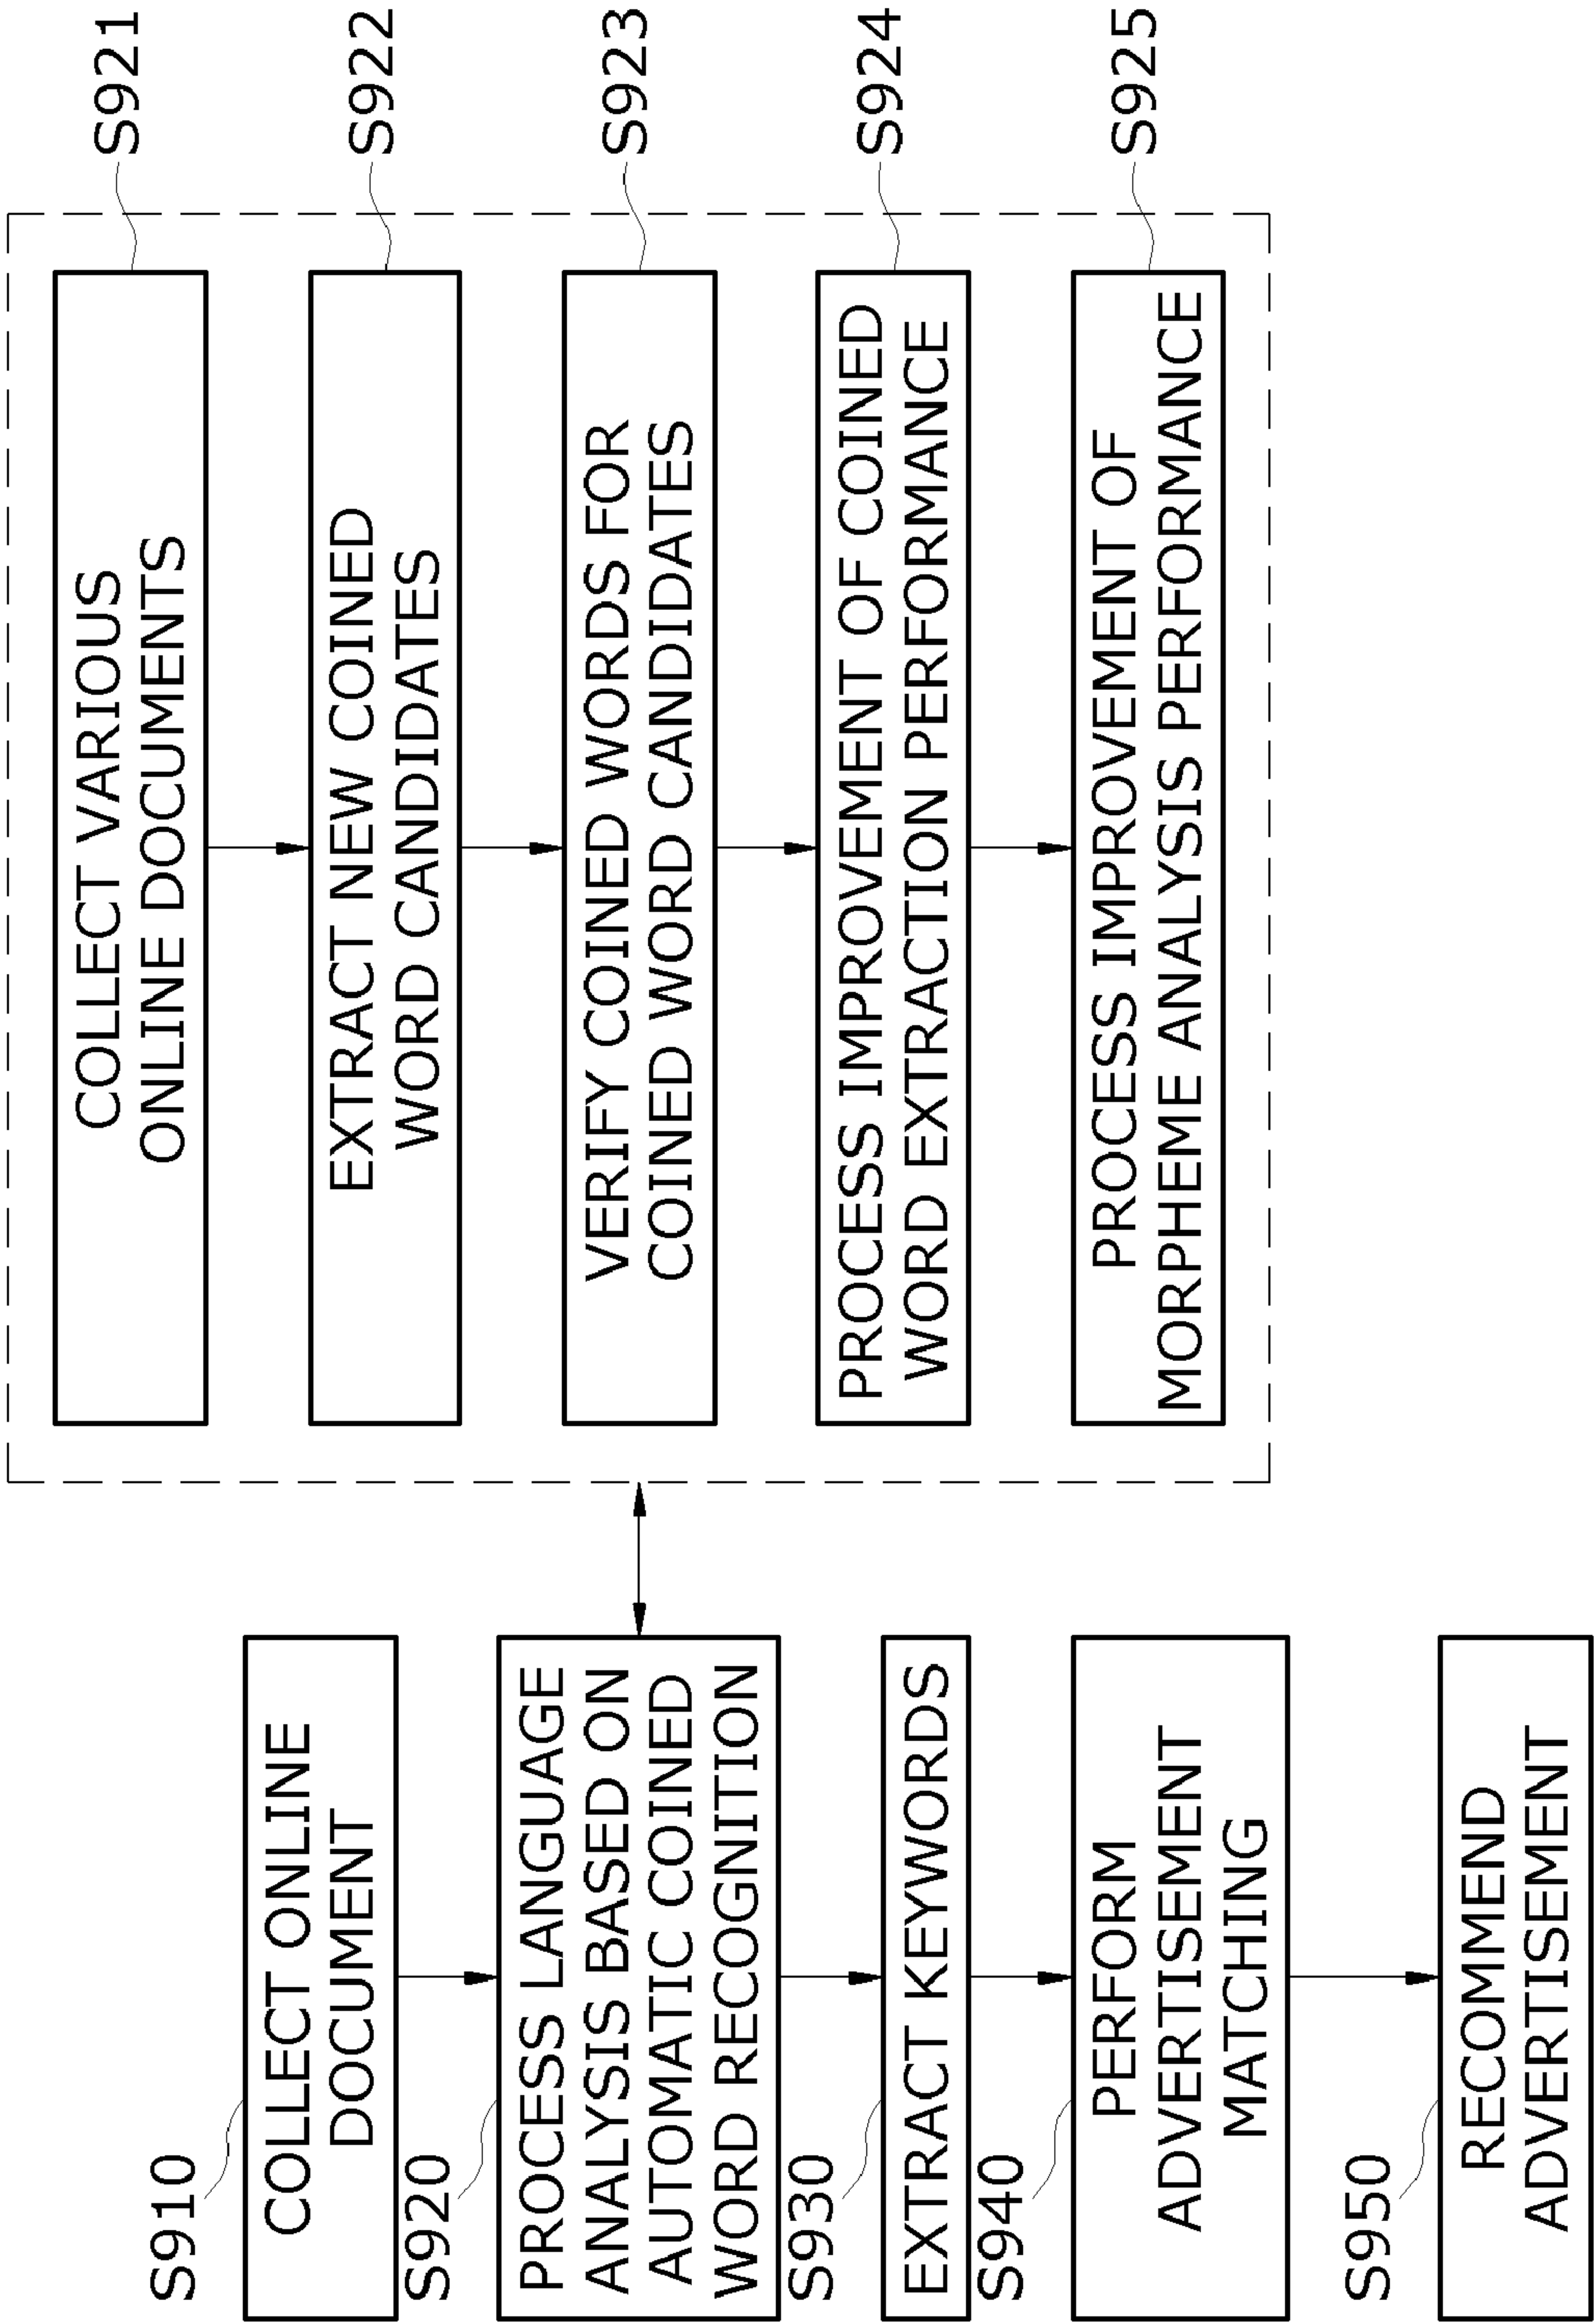 S910
COLLECT ONLINE
DOCUMENT
S920
PROCESS LANGUAGE
ANALYSIS BASED ON
AUTOMATIC COINED
WORD RECOGNITION
S930
EXTRACT KEYWORDS
S940
PERFORM
ADVERTISEMENT
MATCHING
S950
RECOMMEND
ADVERTISEMENT
COLLECT VARIOUS
ONLINE DOCUMENTS
S921
EXTRACT NEW COINED
WORD CANDIDATES
S922
VERIFY COINED WORDS FOR
COINED WORD CANDIDATES
S923
PROCESS IMPROVEMENT OF COINED
WORD EXTRACTION PERFORMANCE
S924
PROCESS IMPROVEMENT OF
MORPHEME ANALYSIS PERFORMANCE
S925